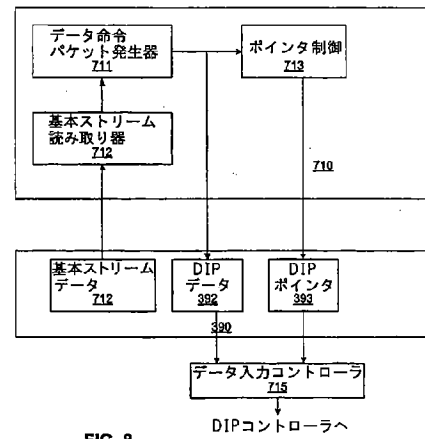 データ命令
パケット発生器
711
ポインタ制御
713
基本ストリーム
読み取り器
712
710
基本ストリーム
データ
712
DIP
データ
392
DIP
ポインタ
393
390
データ入力コントローラ
715
DIPコントローラへ